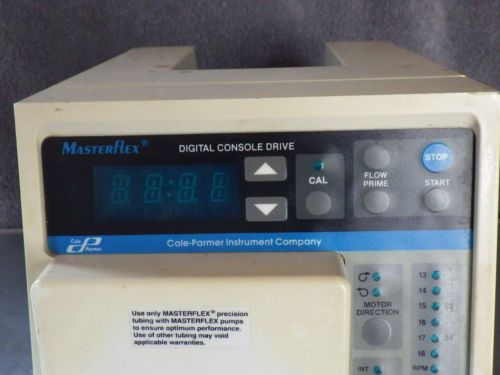 MASTERFLEX®
DIGITAL CONSOLE DRIVE
CAL
FLOW
PRIME
STOP
START
Cole
Parmer
Cole-Parmer Instrument Company
Use only MASTERFLEX® precision
tubing with MASTERFLEX pumps
to ensure optimum performance.
Use of other tubing may void
applicable warranties.
MOTOR
DIRECTION
INT
13
14
15
16
17
24
18
RPM